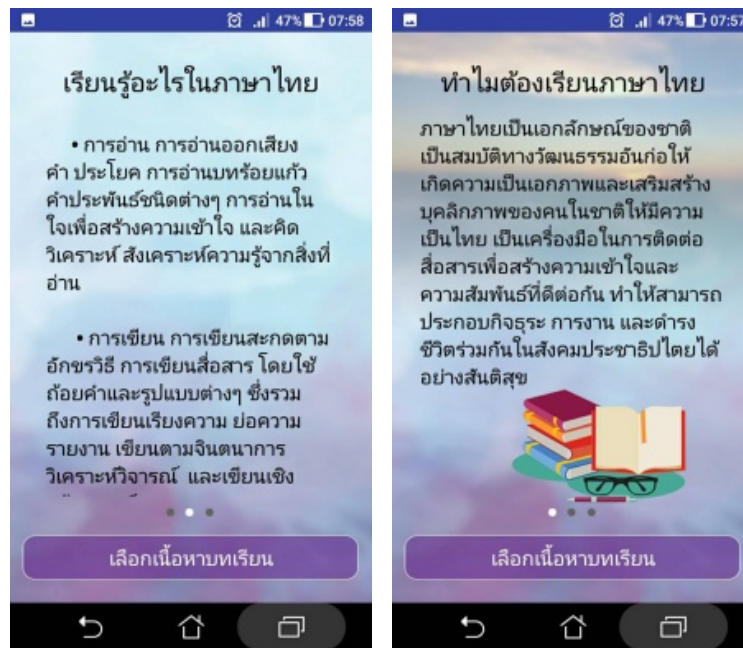 47% 07:58
เรียนรู้อะไรในภาษาไทย
• การอ่าน การอ่านออกเสียง
คำ ประโยค การอ่านบทร้อยแก้ว
คำประพันธ์ชนิดต่างๆ การอ่านใน
ใจเพื่อสร้างความเข้าใจ และคิด
วิเคราะห์ สังเคราะห์ความรู้จากสิ่งที่
อ่าน
• การเขียน การเขียนสะกดตาม
อักขรวิธี การเขียนสื่อสาร โดยใช้
ถ้อยคำและรูปแบบต่างๆ ซึ่งรวม
ถึงการเขียนเรียงความ ย่อความ
รายงาน เขียนตามจินตนาการ
วิเคราะห์วิจารณ์ และเขียนเชิง
เลือกเนื้อหาบทเรียน
47% 07:57
ทำไมต้องเรียนภาษาไทย
ภาษาไทยเป็นเอกลักษณ์ของชาติ
เป็นสมบัติทางวัฒนธรรมอันก่อให้
เกิดความเป็นเอกภาพและเสริมสร้าง
บุคลิกภาพของคนในชาติให้มีความ
เป็นไทย เป็นเครื่องมือในการติดต่อ
สื่อสารเพื่อสร้างความเข้าใจและ
ความสัมพันธ์ที่ดีต่อกัน ทำให้สามารถ
ประกอบกิจธุระ การงาน และดำรง
ชีวิตร่วมกันในสังคมประชาธิปไตยได้
อย่างสันติสุข
เลือกเนื้อหาบทเรียน